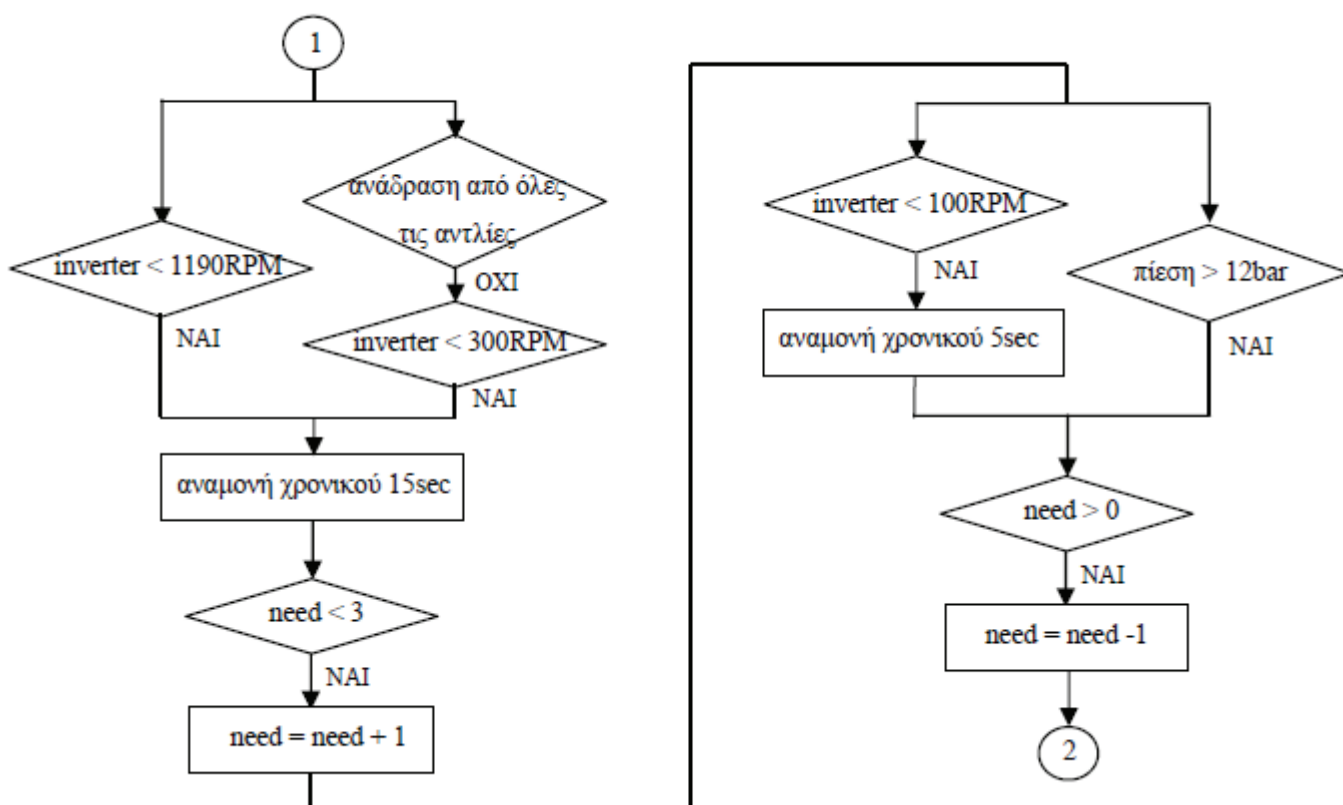 1
ανάδραση από όλες
τις αντλίες
inverter < 1190RPM
ΟΧΙ
ΝΑΙ
inverter < 300RPM
ΝΑΙ
αναμονή χρονικού 15sec
need < 3
ΝΑΙ
need = need + 1
inverter < 100RPM
ΝΑΙ
πίεση > 12bar
αναμονή χρονικού 5sec
ΝΑΙ
need > 0
ΝΑΙ
need = need -1
2